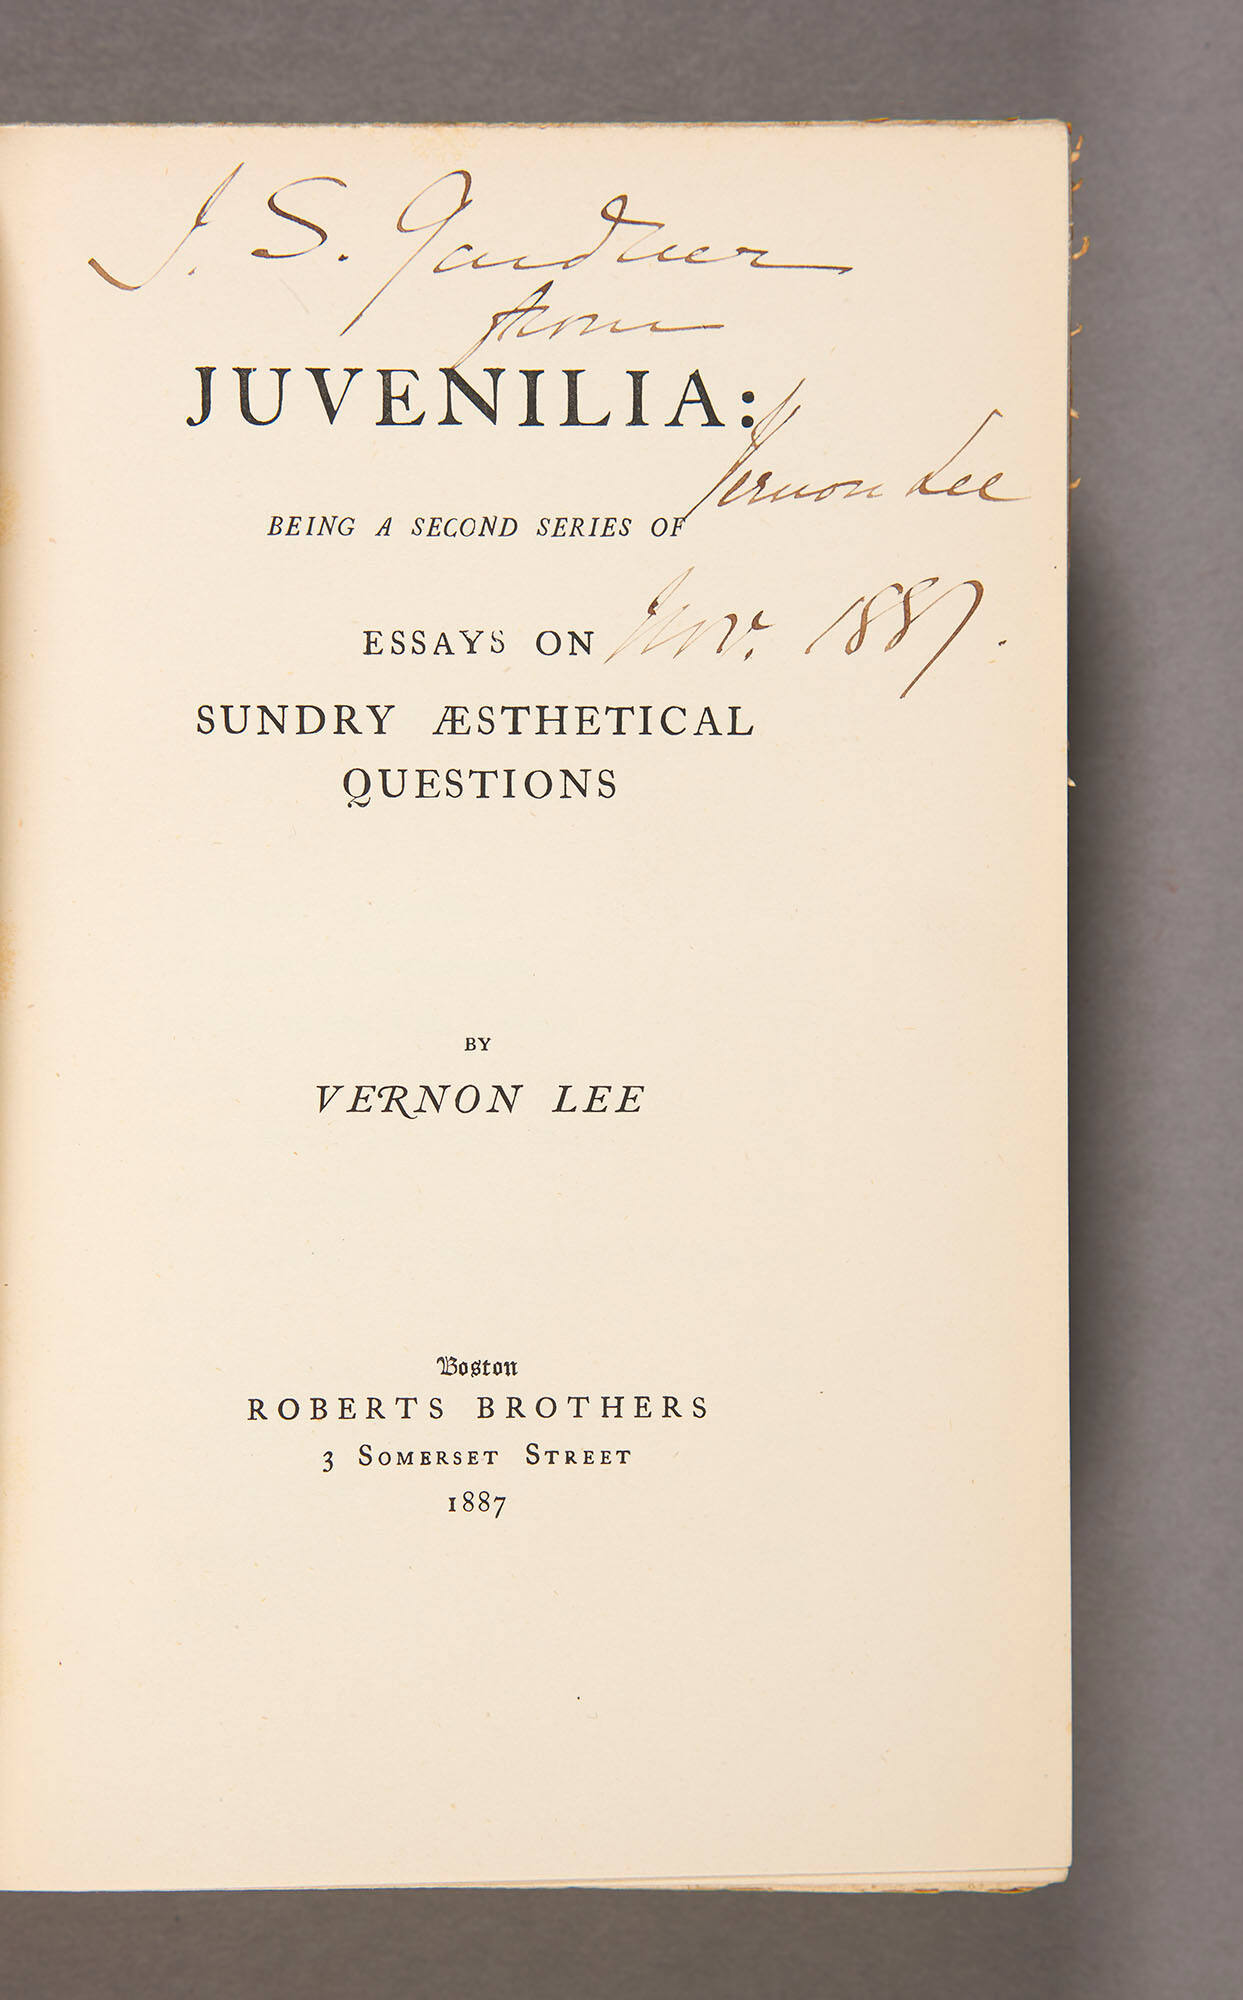 J. S. Gardner
from
JUVENILIA:
Vernon Lee
BEING A SECOND SERIES OF
Nov. 1887.
ESSAYS ON
SUNDRY ÆSTHETICAL
QUESTIONS
BY
VERNON LEE
Boston
ROBERTS BROTHERS
3 SOMERSET STREET
1887